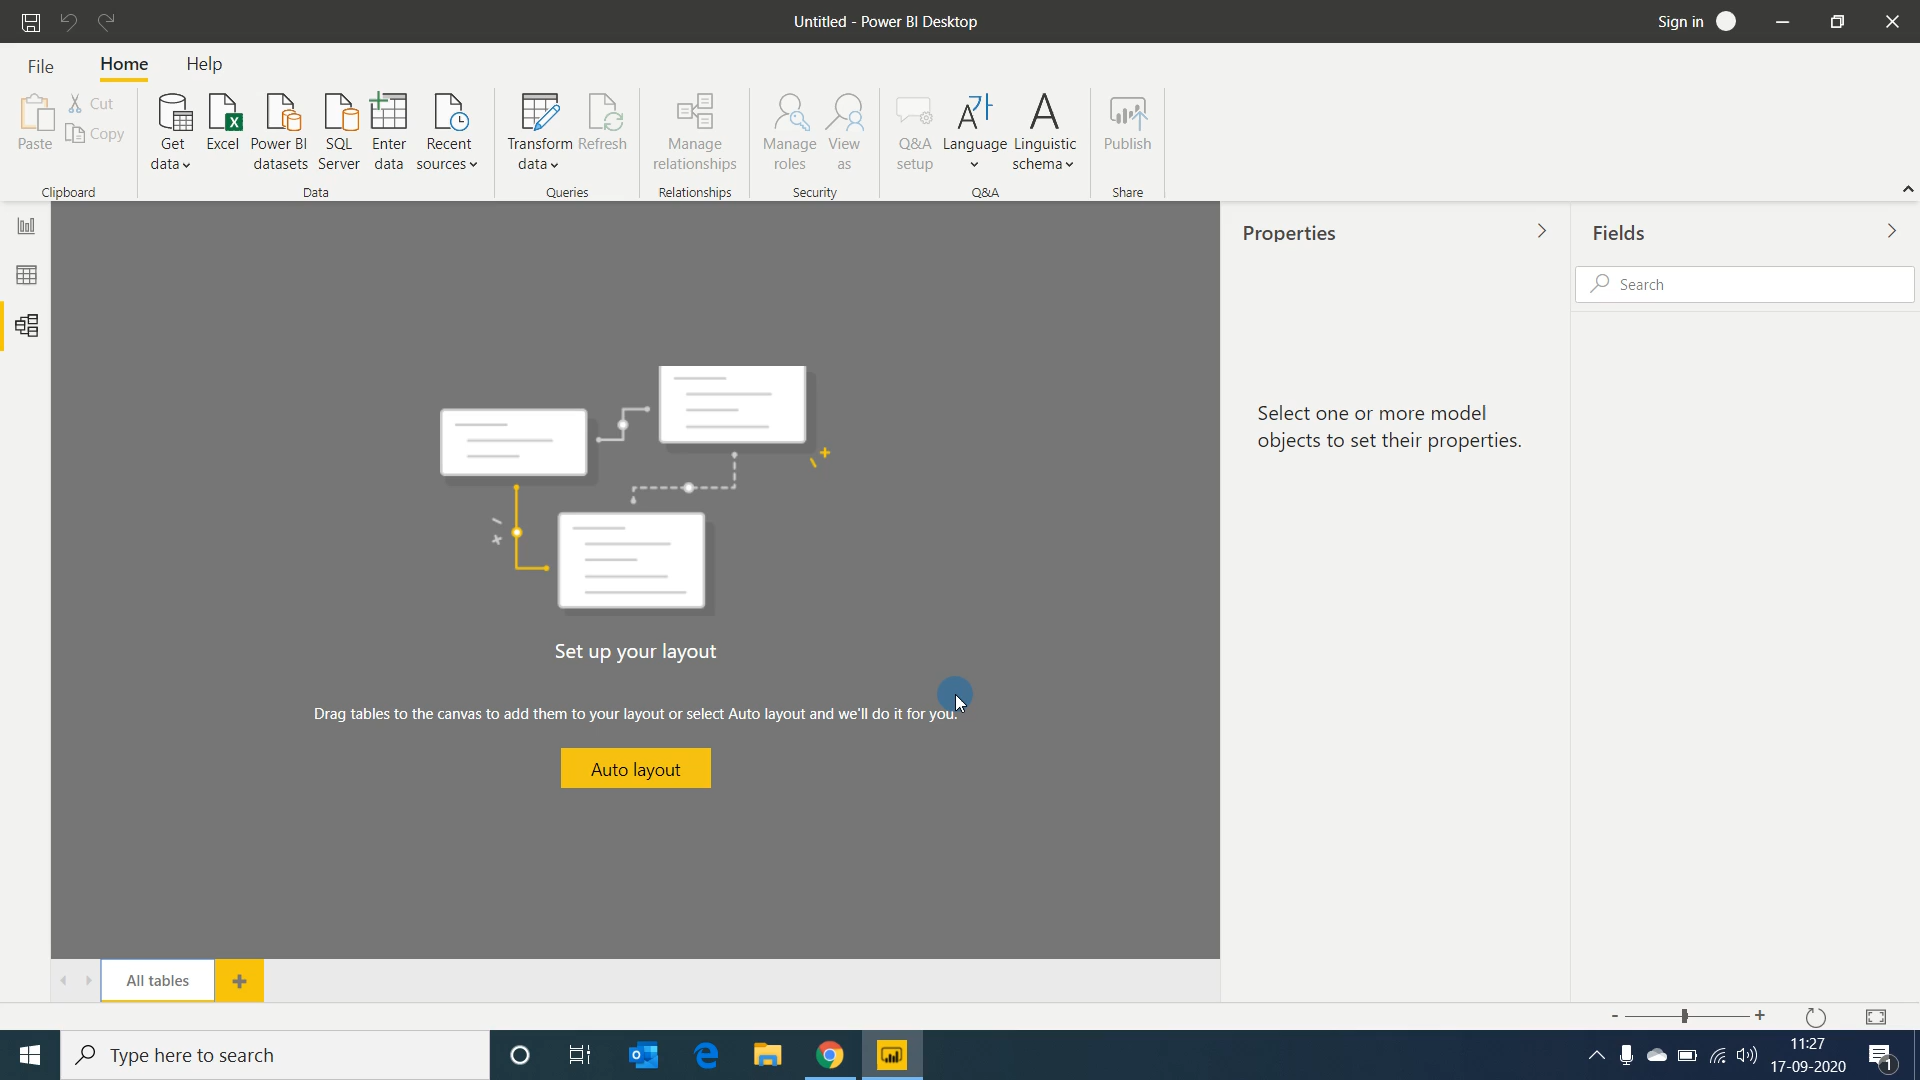 Untitled - Power BI Desktop
Sign in
File
Home
Help
Paste
Cut
Copy
Clipboard
Get data
Excel
Power BI datasets
SQL Server
Enter data
Recent sources
Data
Transform data
Refresh
Queries
Manage relationships
Relationships
Manage roles
View as
Security
Q&A setup
Language
Linguistic schema
Q&A
Publish
Share
Properties
Fields
Search
Select one or more model
objects to set their properties.
Set up your layout
Drag tables to the canvas to add them to your layout or select Auto layout and we'll do it for you.
Auto layout
All tables
Type here to search
11:27
17-09-2020
1